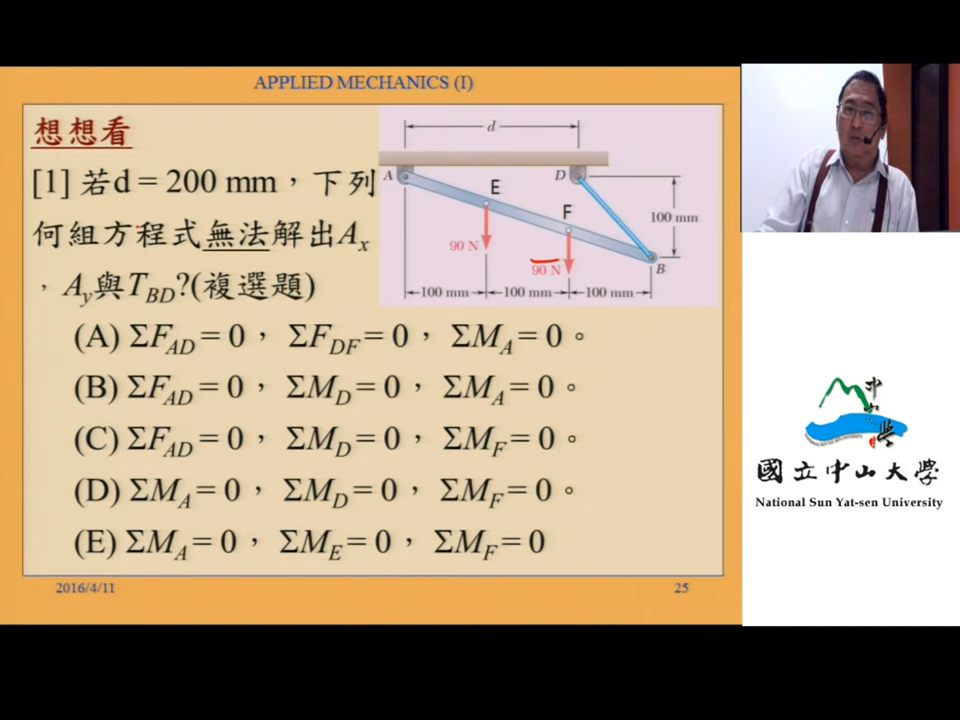 APPLIED MECHANICS (I)
想想看
[1] 若d = 200 mm，下列
何組方程式無法解出Ax
，Ay與TBD?(複選題)
(A) ΣFAD = 0，ΣFDF = 0，ΣMA = 0。
(B) ΣFAD = 0，ΣMD = 0，ΣMA = 0。
(C) ΣFAD = 0，ΣMD = 0，ΣMF = 0。
(D) ΣMA = 0，ΣMD = 0，ΣMF = 0。
(E) ΣMA = 0，ΣME = 0，ΣMF = 0
d
A
D
E
F
100 mm
90 N
90 N
B
100 mm
100 mm
100 mm
2016/4/11
25
國立中山大學
National Sun Yat-sen University